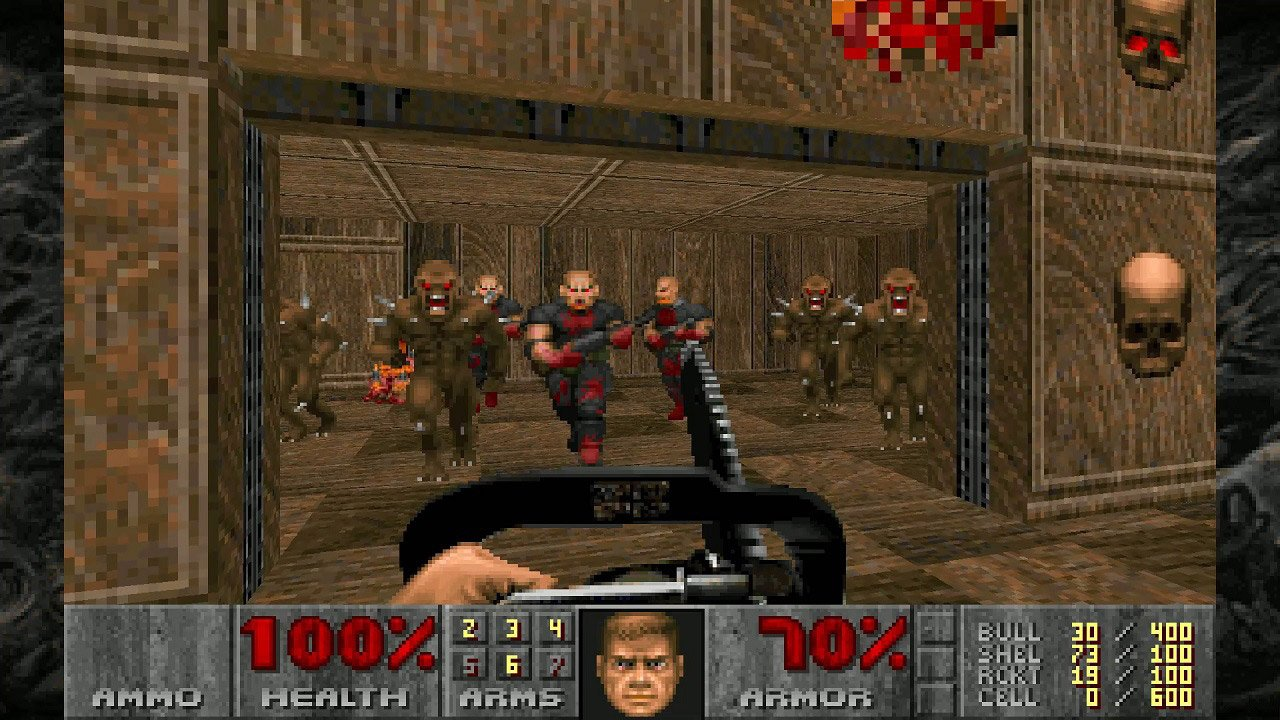 100% 70%
2 3 4
5 6 7
AMMO HEALTH ARMS ARMOR
BULL 30 / 400
SHEL 73 / 100
RCKT 19 / 100
CELL 0 / 600